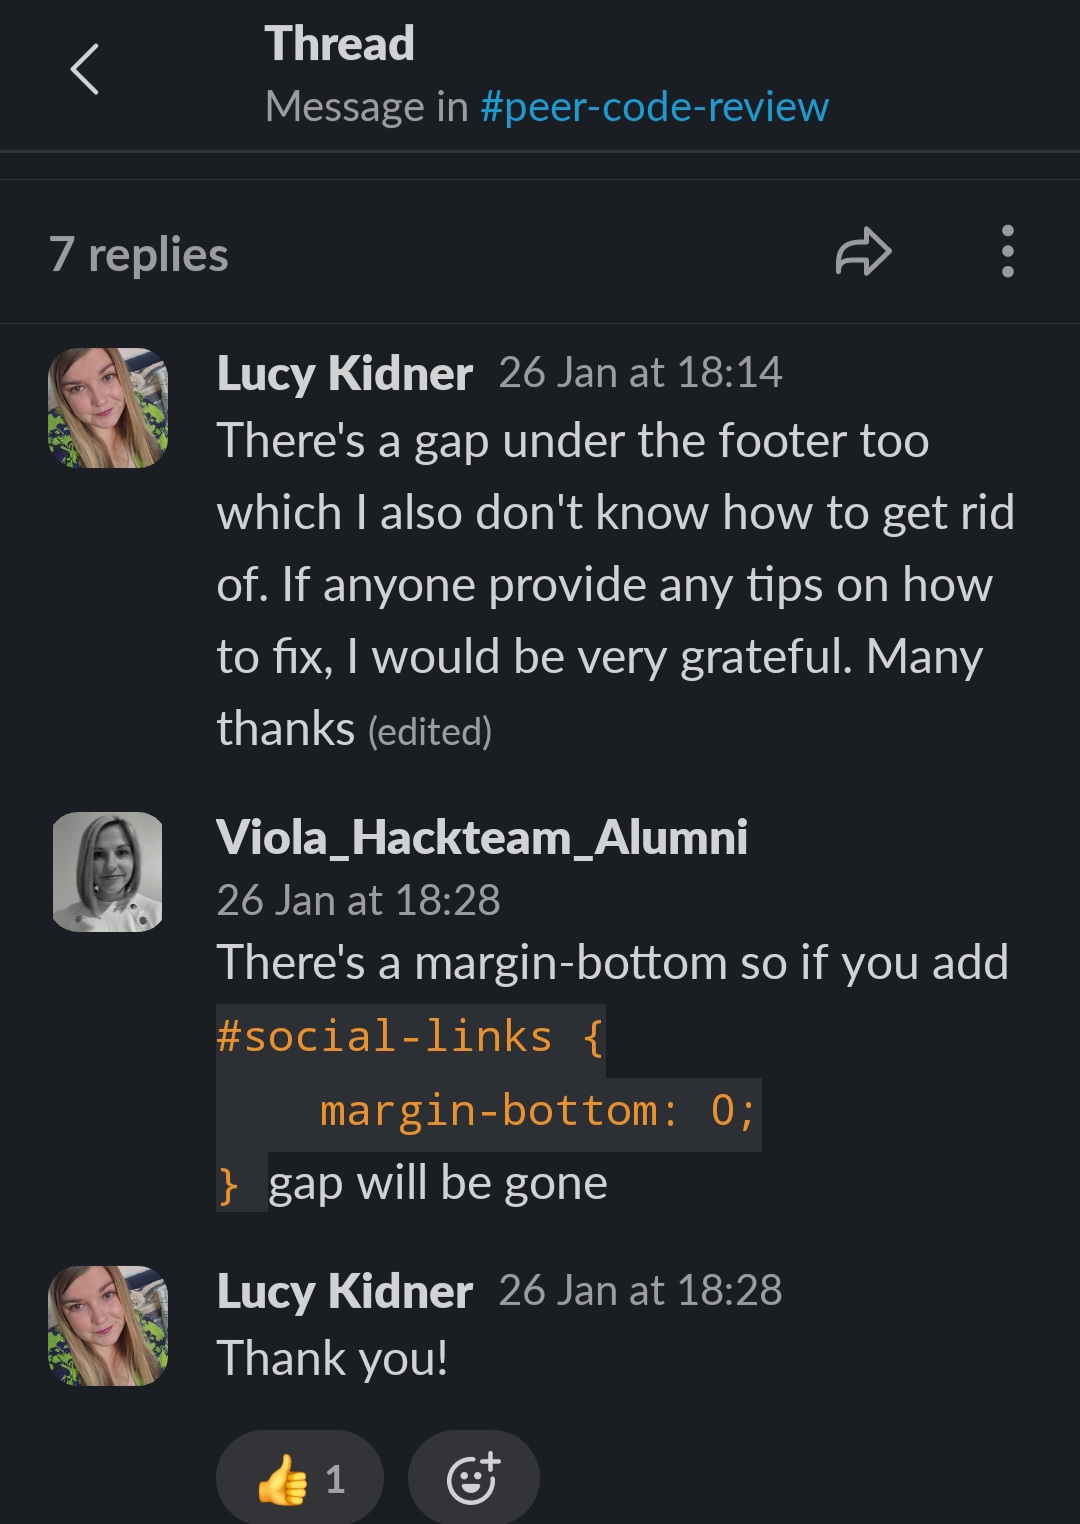 Thread
Message in #peer-code-review
7 replies
Lucy Kidner 26 Jan at 18:14
There's a gap under the footer too
which I also don't know how to get rid
of. If anyone provide any tips on how
to fix, I would be very grateful. Many
thanks (edited)
Viola_Hackteam_Alumni
26 Jan at 18:28
There's a margin-bottom so if you add
#social-links {
    margin-bottom: 0;
} gap will be gone
Lucy Kidner 26 Jan at 18:28
Thank you!
👍 1